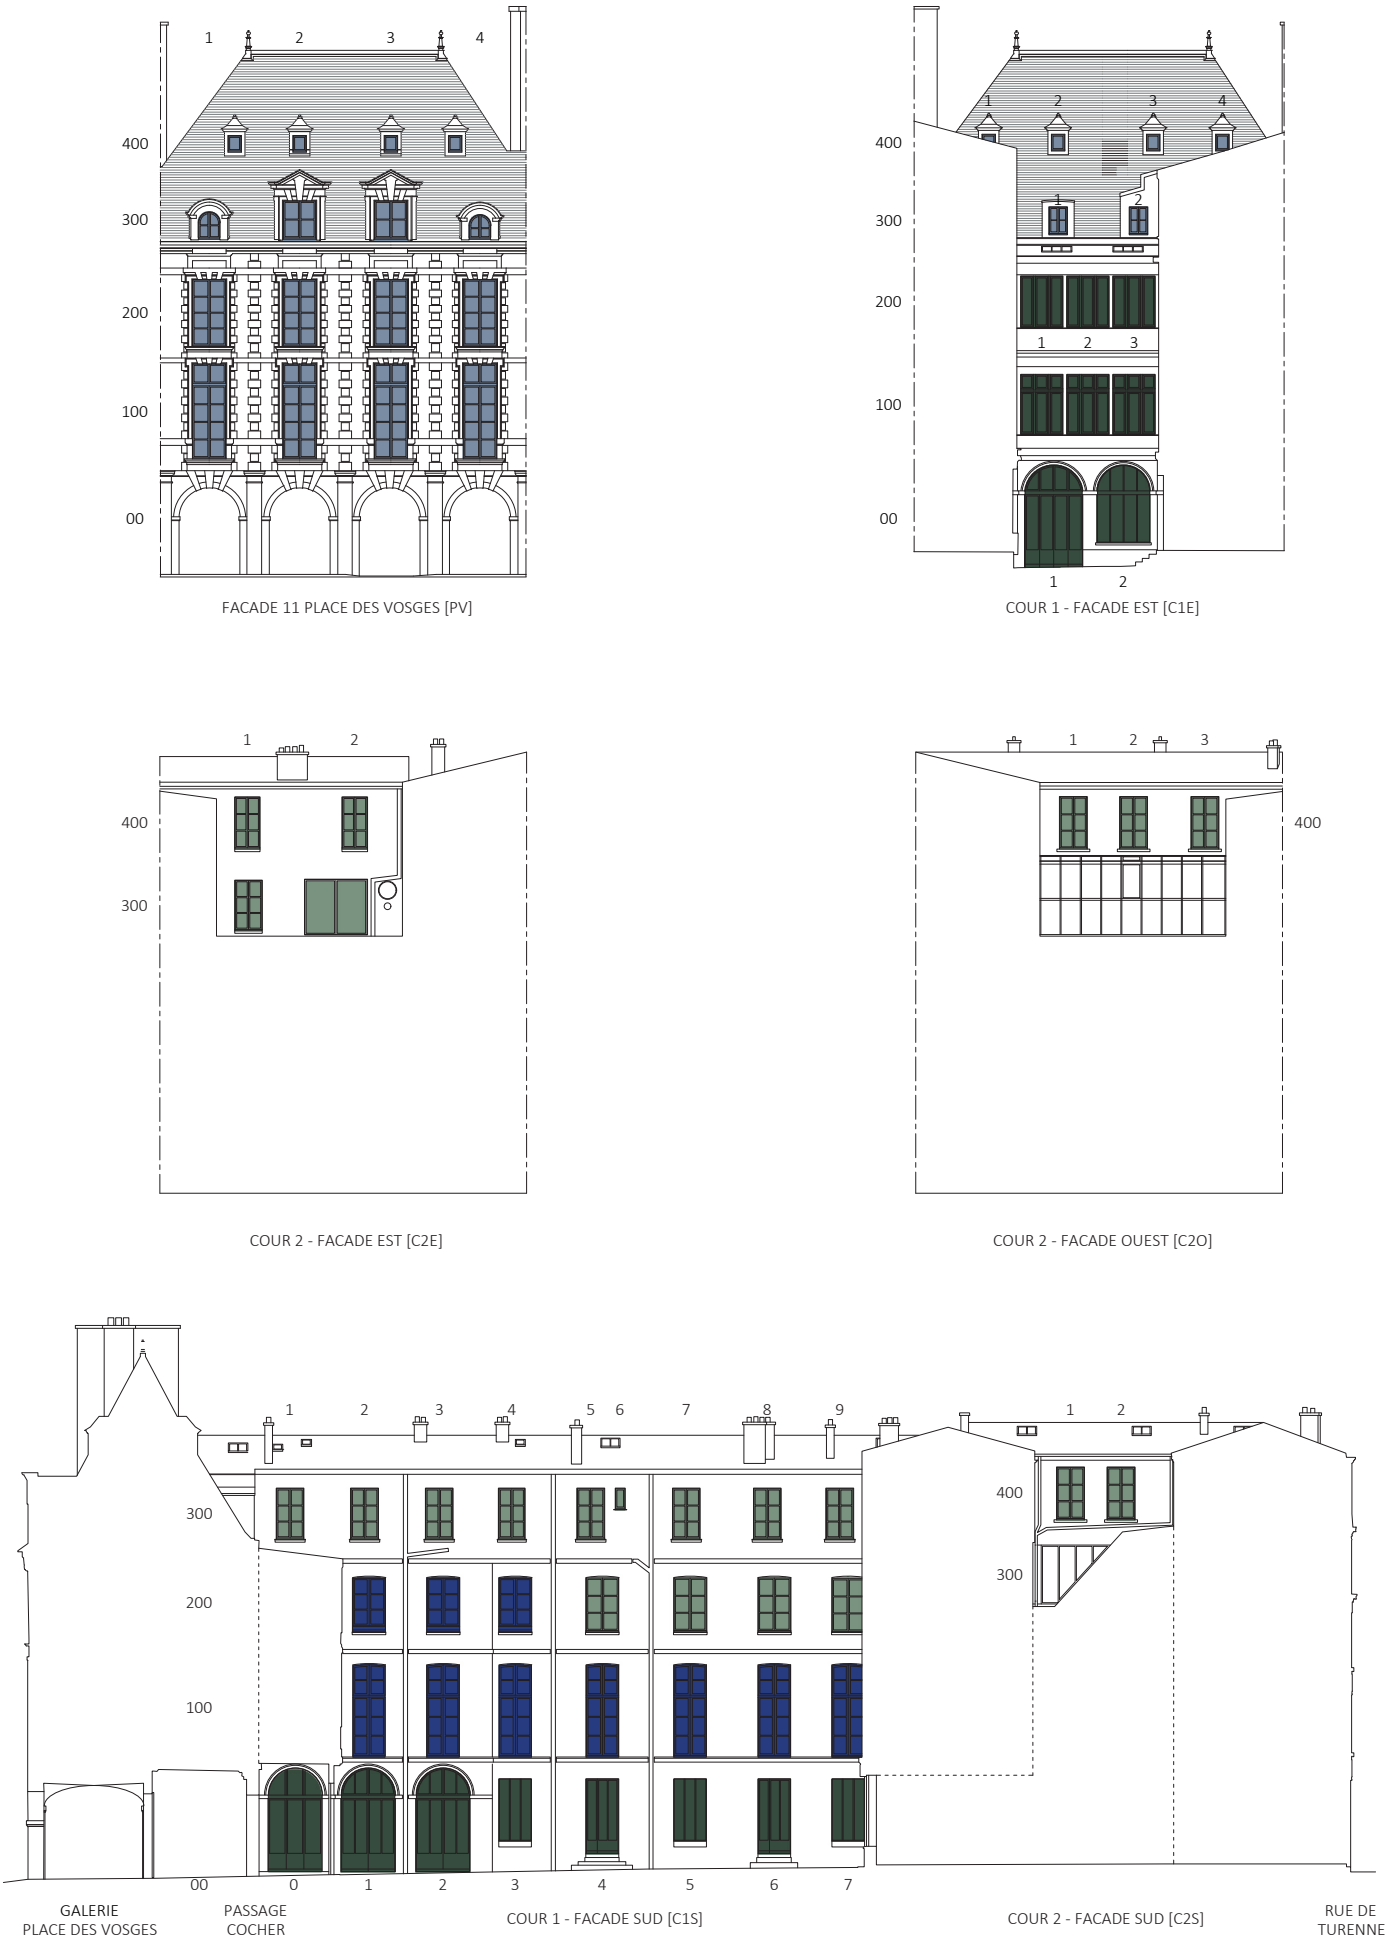 1 2 3 4
400
300
200
100
00
FACADE 11 PLACE DES VOSGES [PV]
1 2 3 4
400
1 2
300
200
1 2 3
100
00
1 2
COUR 1 - FACADE EST [C1E]
1 2
400
300
COUR 2 - FACADE EST [C2E]
1 2 3
400
COUR 2 - FACADE OUEST [C2O]
1 2 3 4 5 6 7 8 9
300
200
100
00 0 1 2 3 4 5 6 7
1 2
400
300
GALERIE
PLACE DES VOSGES
PASSAGE
COCHER
COUR 1 - FACADE SUD [C1S]
COUR 2 - FACADE SUD [C2S]
RUE DE
TURENNE